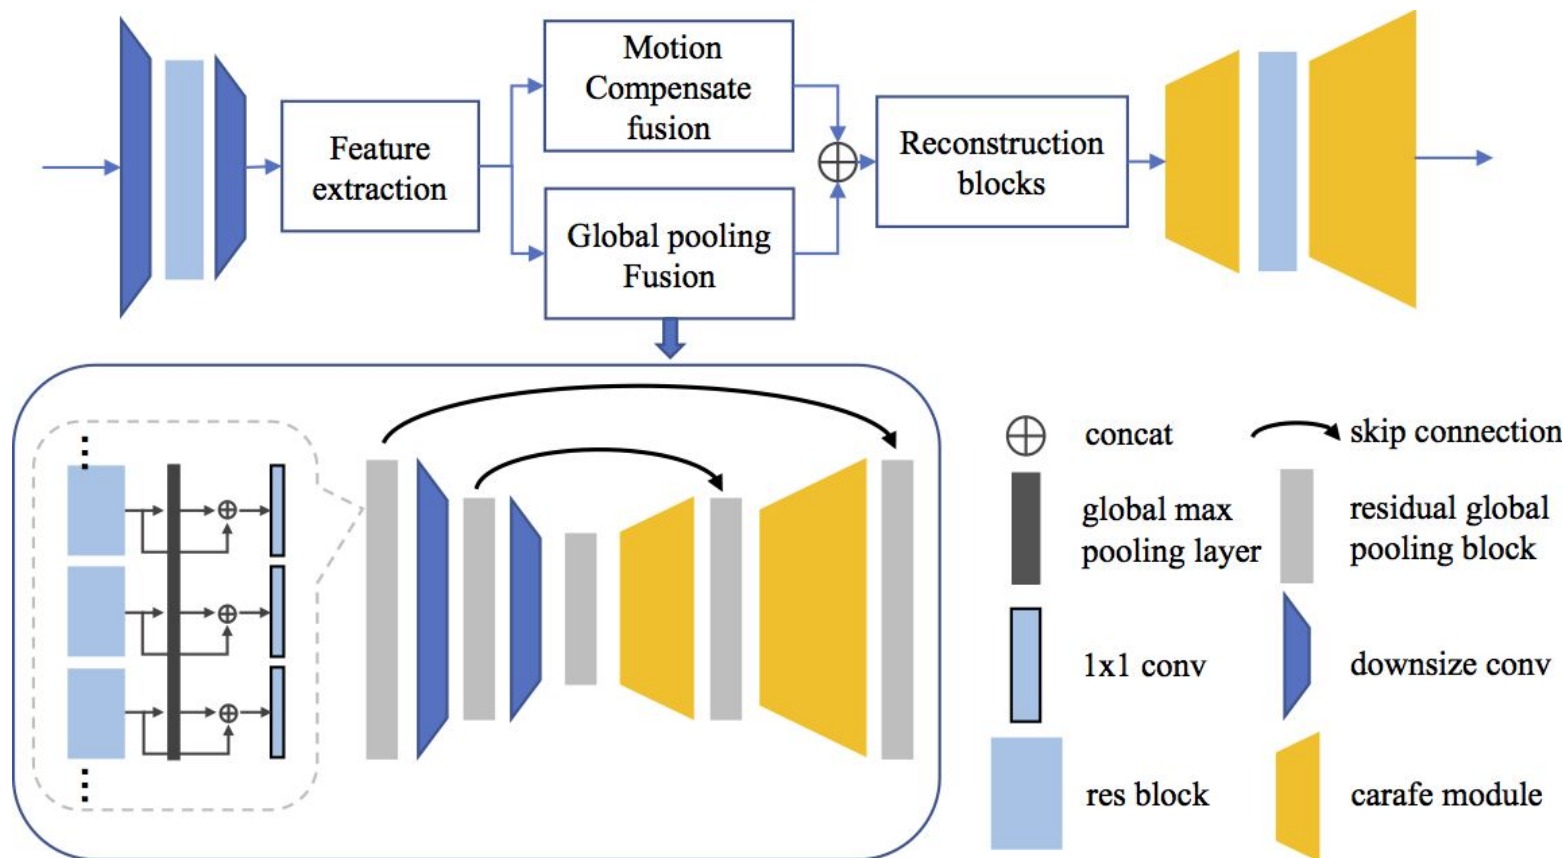 Feature
extraction
Motion
Compensate
fusion
Global pooling
Fusion
Reconstruction
blocks
concat
skip connection
global max
pooling layer
residual global
pooling block
1x1 conv
downsize conv
res block
carafe module